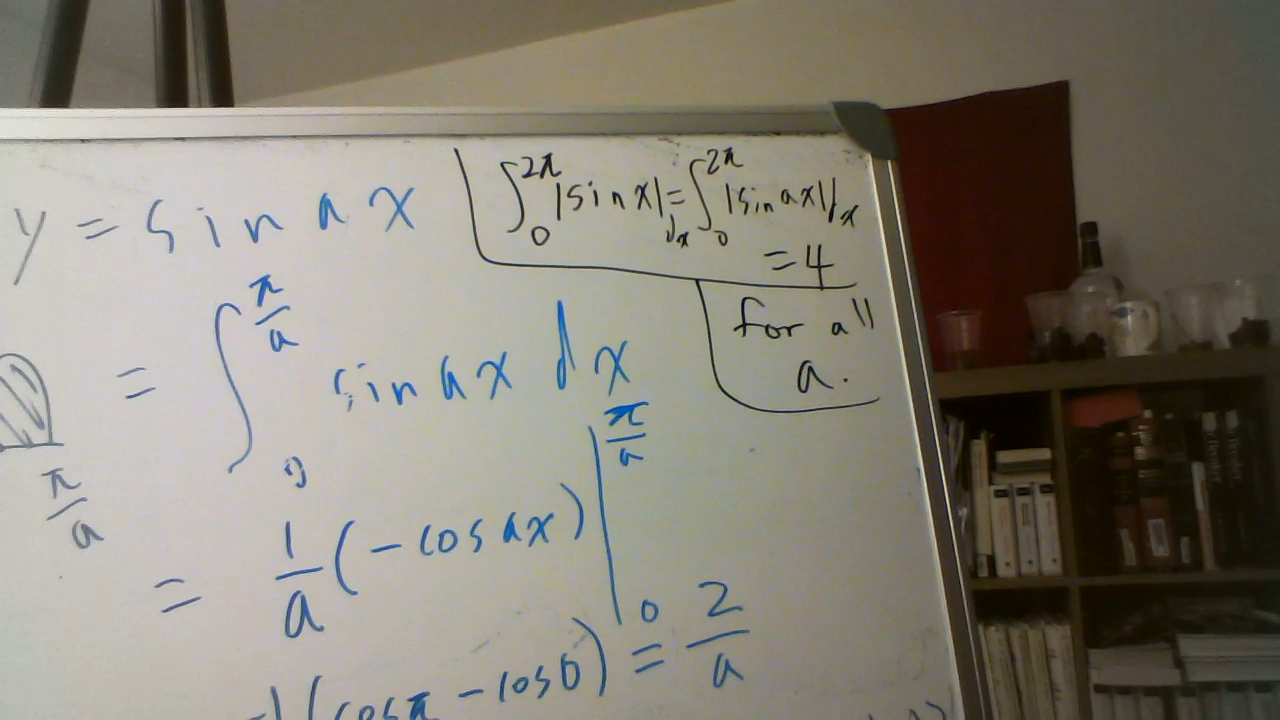 y = sin ax
∫₀^{2π} |sin x| dx = ∫₀^{2π} |sin ax| dx
= 4
for all
a.
= ∫₀^{π/a} sin ax dx
π/a
= 1/a (-cos ax) |₀^{π/a}
(cos π - cos 0) = 2/a